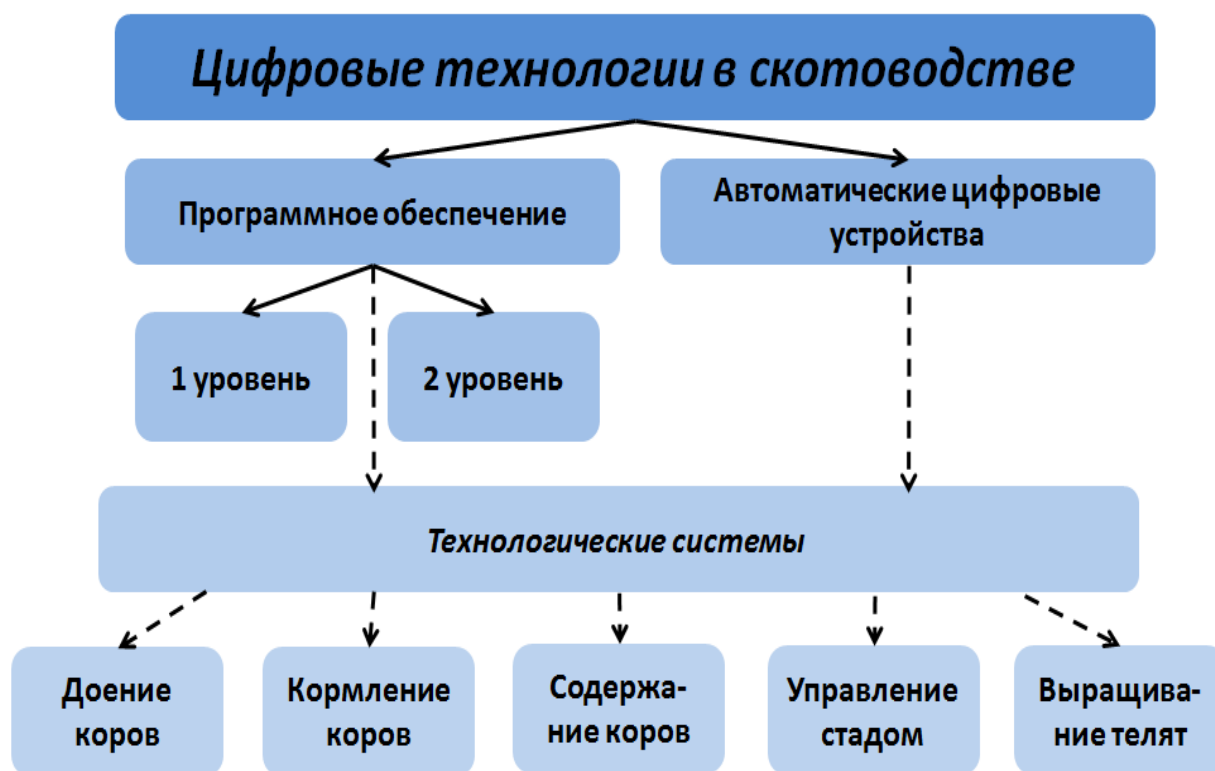 Цифровые технологии в скотоводстве
Программное обеспечение
Автоматические цифровые
устройства
1 уровень
2 уровень
Технологические системы
Доение
коров
Кормление
коров
Содержа-
ние коров
Управление
стадом
Выращива-
ние телят